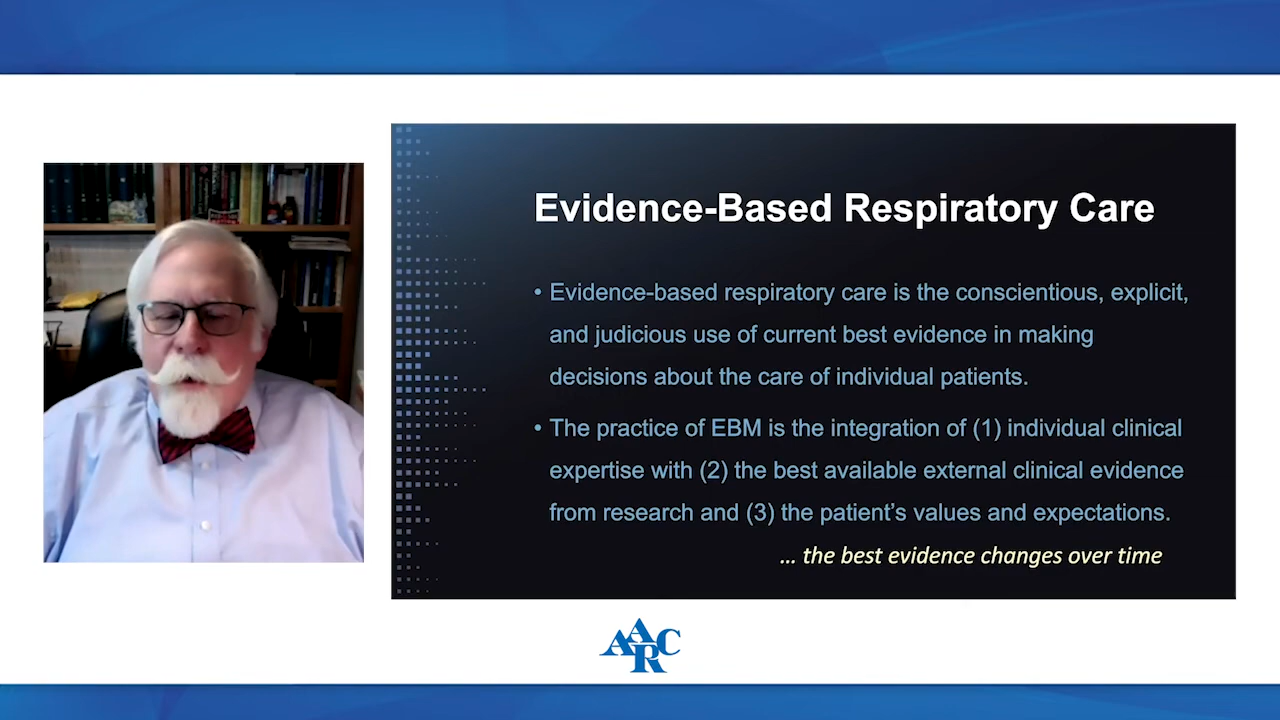 Evidence-Based Respiratory Care
• Evidence-based respiratory care is the conscientious, explicit,
and judicious use of current best evidence in making
decisions about the care of individual patients.
• The practice of EBM is the integration of (1) individual clinical
expertise with (2) the best available external clinical evidence
from research and (3) the patient’s values and expectations.
... the best evidence changes over time
AARC